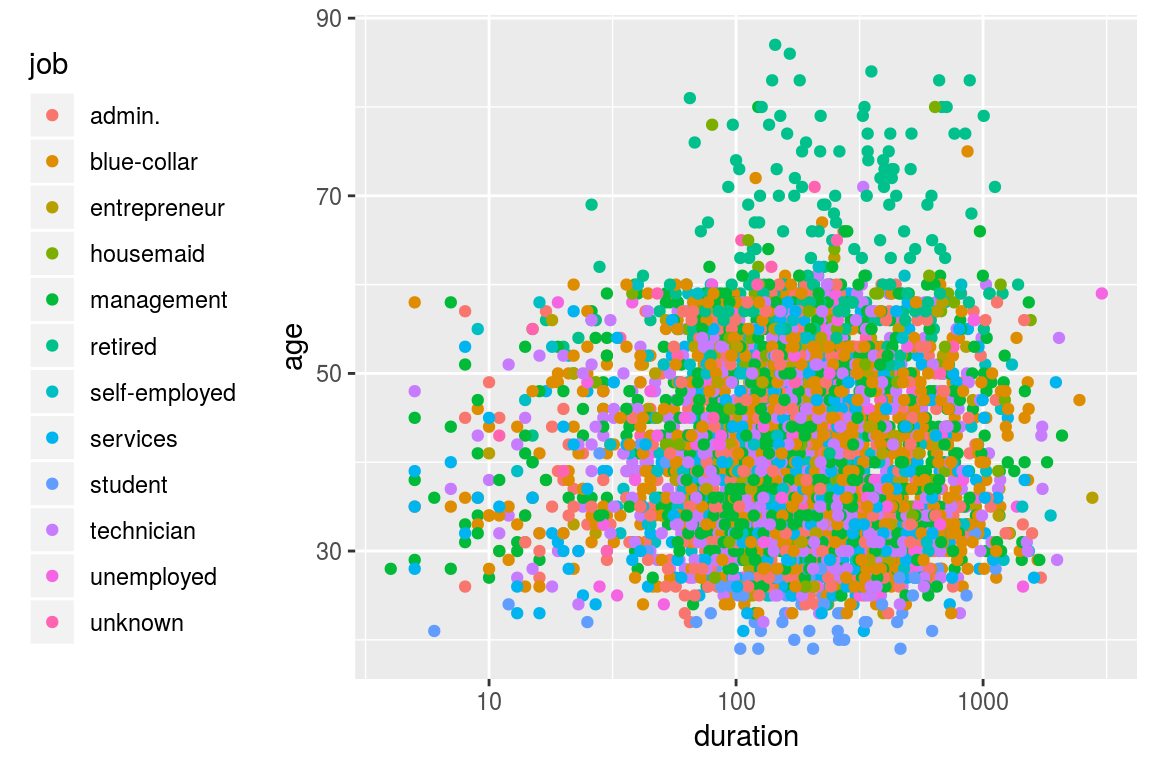 job
admin.
blue-collar
entrepreneur
housemaid
management
retired
self-employed
services
student
technician
unemployed
unknown
age
90
70
50
30
10 100 1000
duration